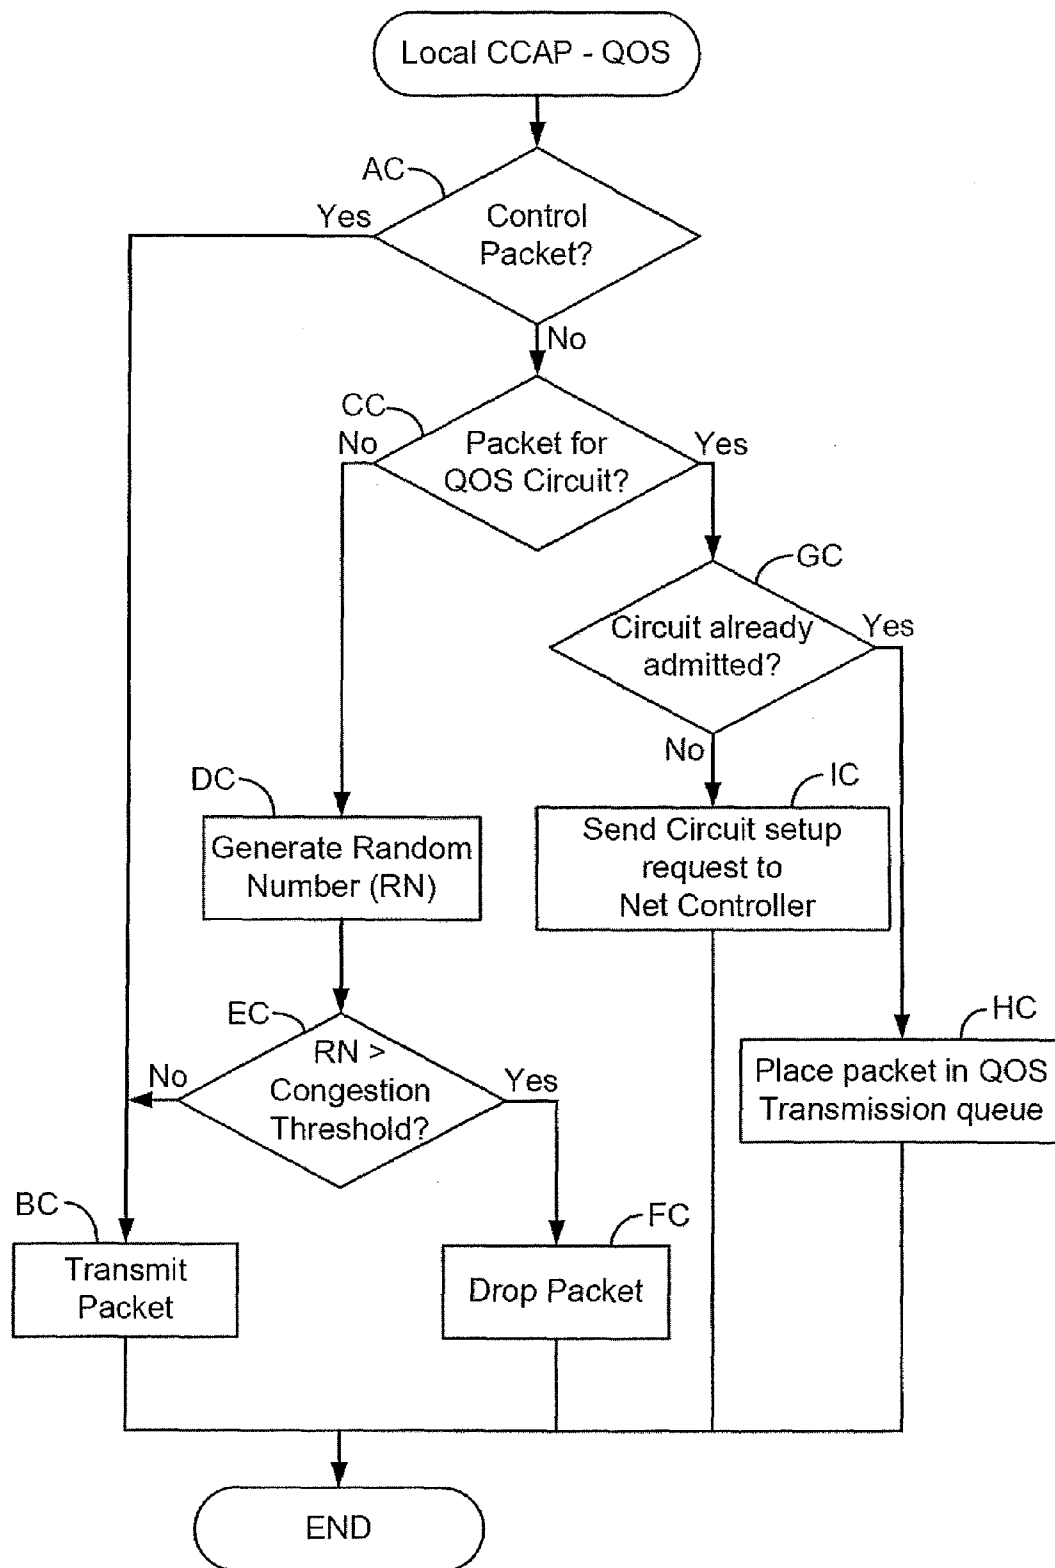 Local CCAP - QOS
AC
Yes
Control
Packet?
No
CC
No
Packet for
QOS Circuit?
Yes
GC
Circuit already
admitted?
Yes
No
DC
Generate Random
Number (RN)
IC
Send Circuit setup
request to
Net Controller
EC
No
RN >
Congestion
Threshold?
Yes
HC
Place packet in QOS
Transmission queue
BC
Transmit
Packet
FC
Drop Packet
END